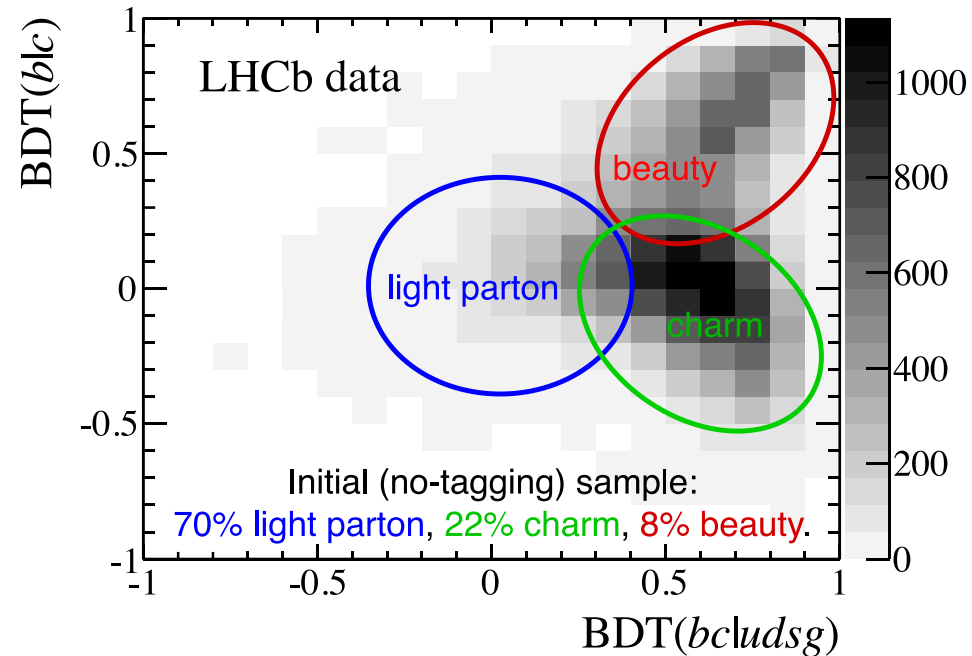 BDT(b|c)
1
0.5
0
-0.5
-1
LHCb data
beauty
light parton
charm
Initial (no-tagging) sample:
70% light parton, 22% charm, 8% beauty.
-1
-0.5
0
0.5
1
BDT(bc|udsg)
1000
800
600
400
200
0